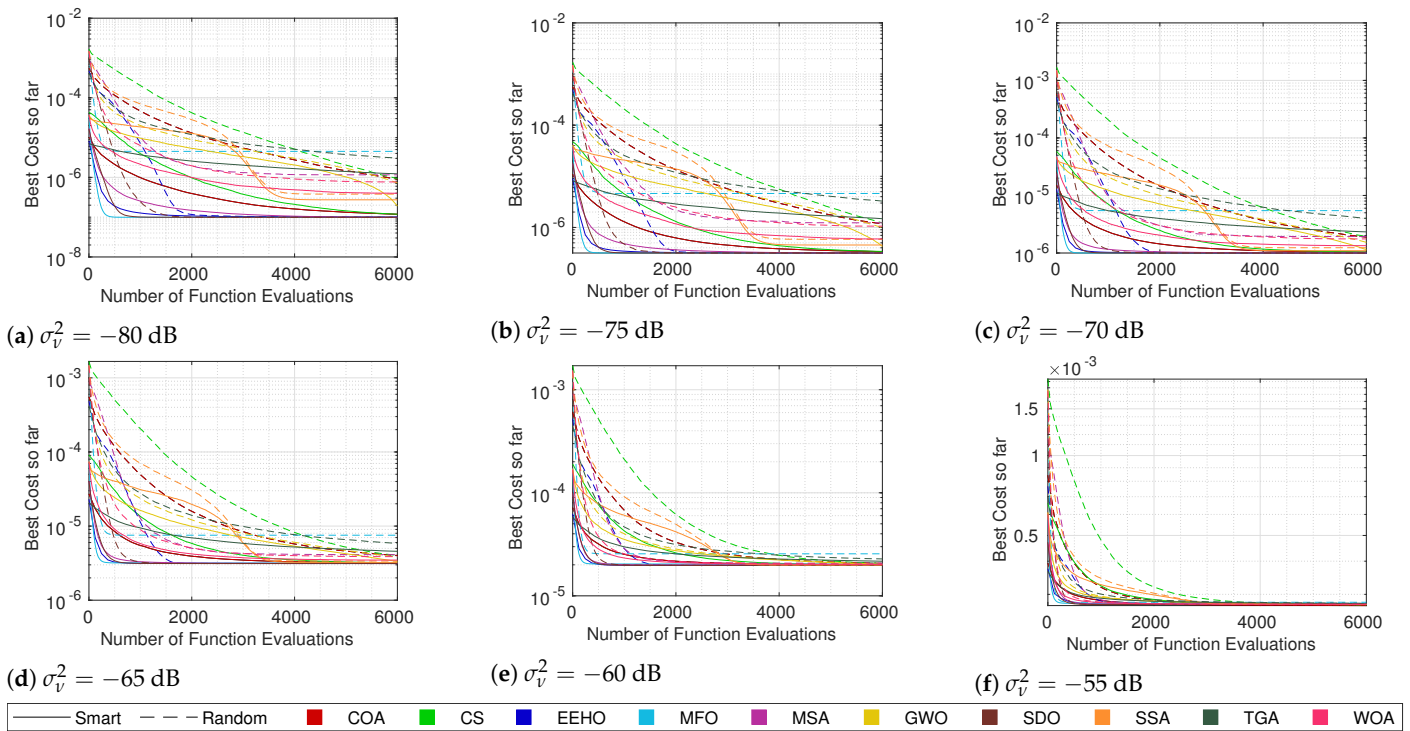 10^-2
10^-4
10^-6
10^-8
Best Cost so far
0 2000 4000 6000
Number of Function Evaluations
(a) σ_ν^2 = −80 dB
10^-2
10^-4
10^-6
Best Cost so far
0 2000 4000 6000
Number of Function Evaluations
(b) σ_ν^2 = −75 dB
10^-2
10^-3
10^-4
10^-5
10^-6
Best Cost so far
0 2000 4000 6000
Number of Function Evaluations
(c) σ_ν^2 = −70 dB
10^-3
10^-4
10^-5
10^-6
Best Cost so far
0 2000 4000 6000
Number of Function Evaluations
(d) σ_ν^2 = −65 dB
10^-3
10^-4
10^-5
Best Cost so far
0 2000 4000 6000
Number of Function Evaluations
(e) σ_ν^2 = −60 dB
×10^-3
1.5
1
0.5
Best Cost so far
0 2000 4000 6000
Number of Function Evaluations
(f) σ_ν^2 = −55 dB
Smart Random COA CS EEHO MFO MSA GWO SDO SSA TGA WOA